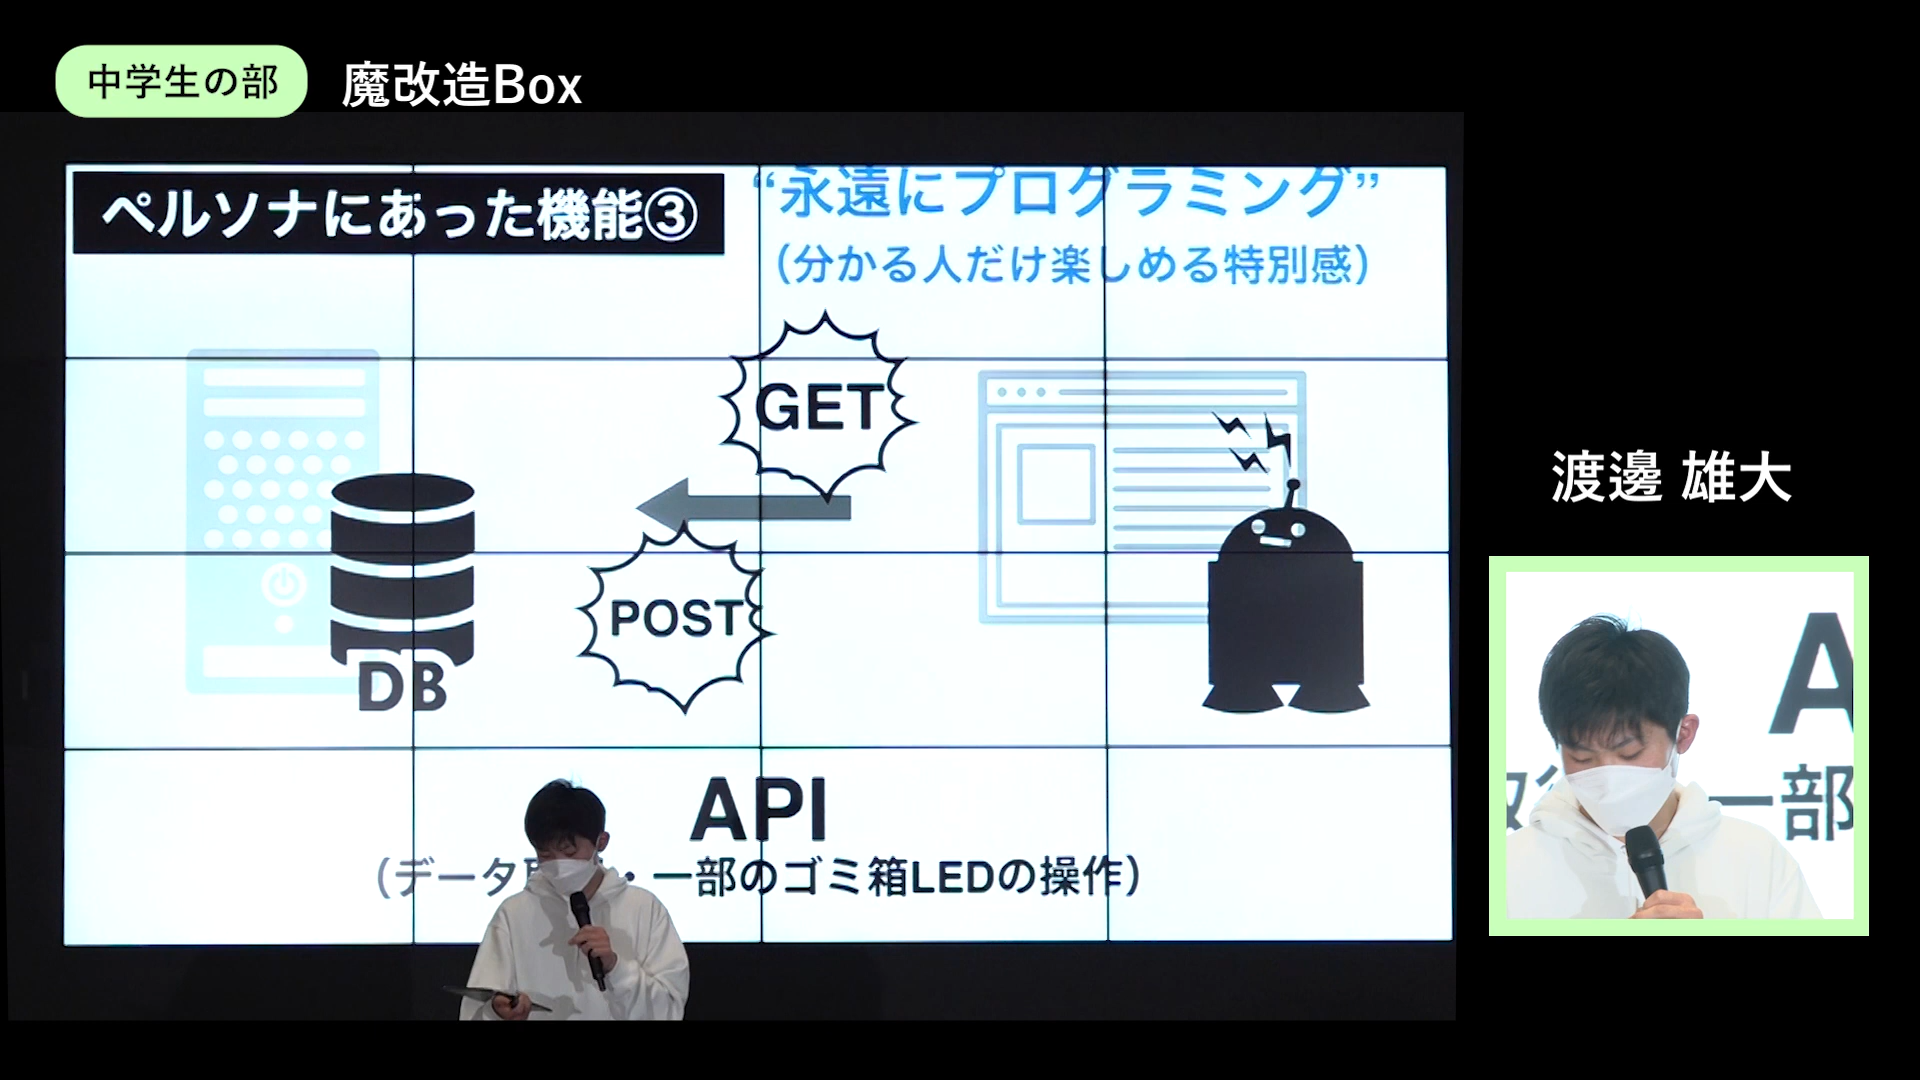 中学生の部
魔改造Box
ペルソナにあった機能③
“永遠にプログラミング”
（分かる人だけ楽しめる特別感）
GET
POST
DB
API
（データ・一部のゴミ箱LEDの操作）
渡邊 雄大
A
一部